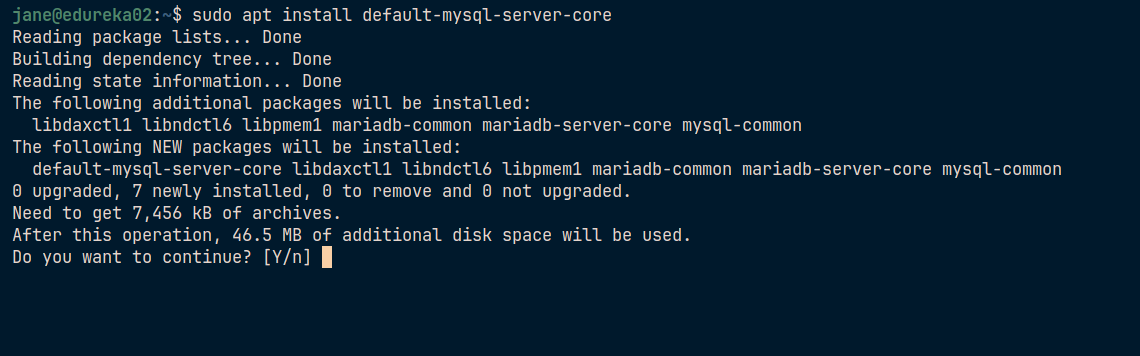 jane@edureka02:~$ sudo apt install default-mysql-server-core
Reading package lists... Done
Building dependency tree... Done
Reading state information... Done
The following additional packages will be installed:
  libdaxctl1 libndctl6 libpmem1 mariadb-common mariadb-server-core mysql-common
The following NEW packages will be installed:
  default-mysql-server-core libdaxctl1 libndctl6 libpmem1 mariadb-common mariadb-server-core mysql-common
0 upgraded, 7 newly installed, 0 to remove and 0 not upgraded.
Need to get 7,456 kB of archives.
After this operation, 46.5 MB of additional disk space will be used.
Do you want to continue? [Y/n]